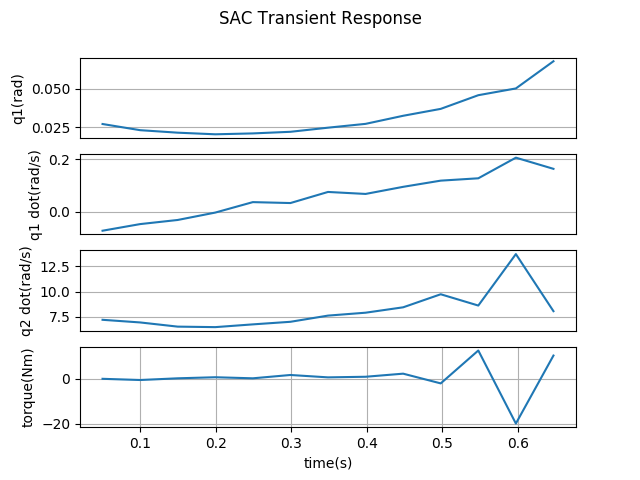 SAC Transient Response
q1(rad)
0.050
0.025
q1 dot(rad/s)
0.2
0.0
q2 dot(rad/s)
12.5
10.0
7.5
torque(Nm)
0
−20
0.1 0.2 0.3 0.4 0.5 0.6
time(s)